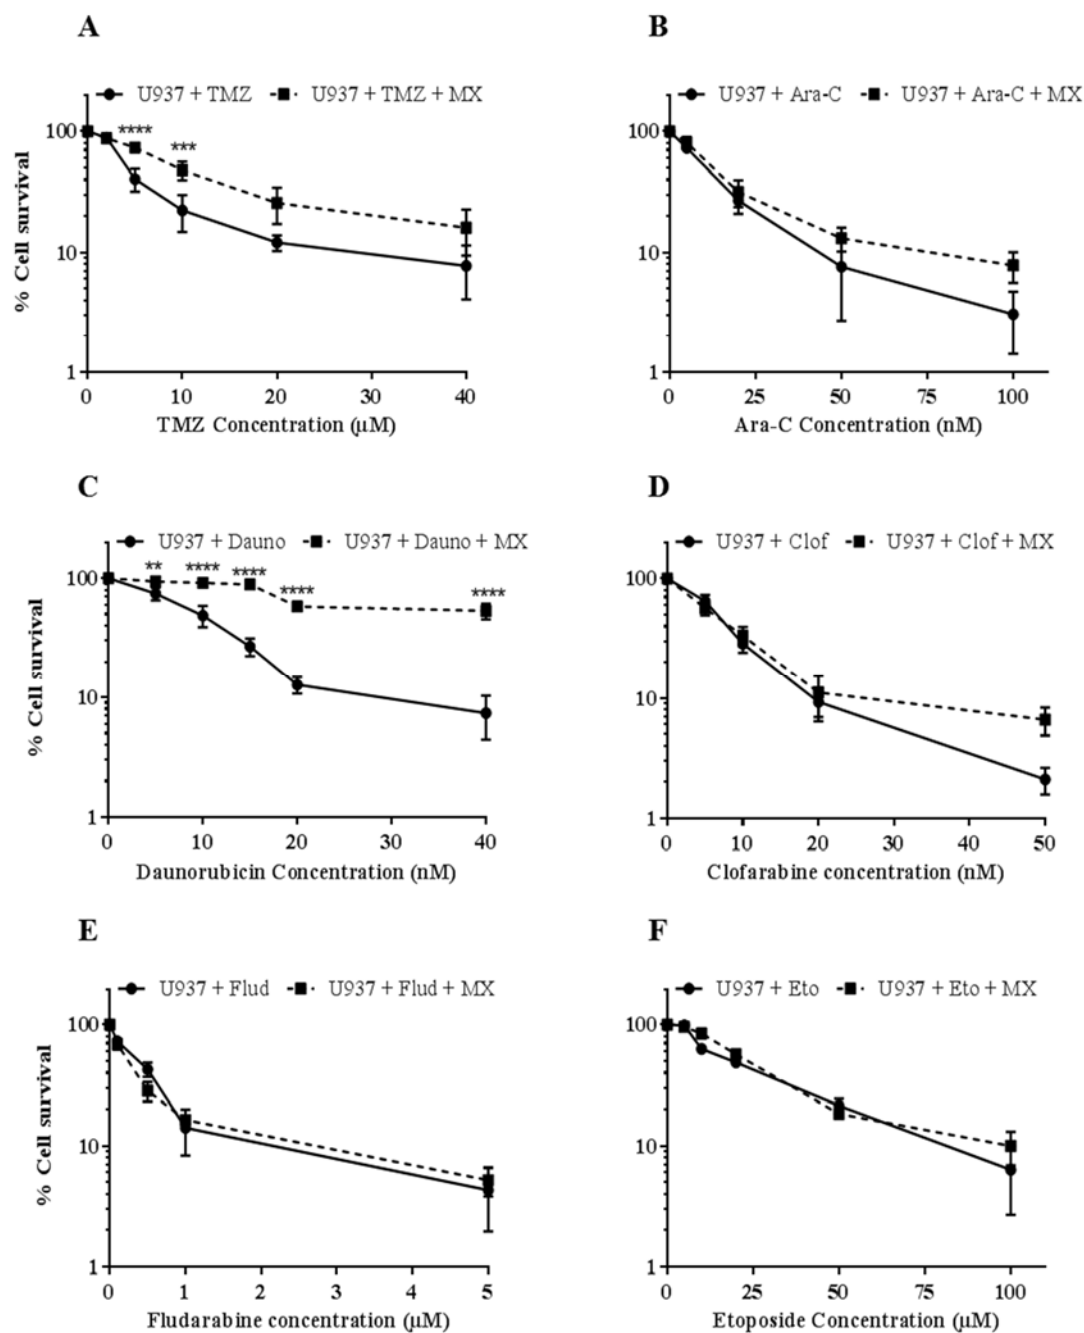 A
U937 + TMZ U937 + TMZ + MX
100
10
1
% Cell survival
**** ***
0 10 20 30 40
TMZ Concentration (µM)
B
U937 + Ara-C U937 + Ara-C + MX
100
10
1
0 25 50 75 100
Ara-C Concentration (nM)
C
U937 + Dauno U937 + Dauno + MX
100
10
1
% Cell survival
** **** **** **** ****
0 10 20 30 40
Daunorubicin Concentration (nM)
D
U937 + Clof U937 + Clof + MX
100
10
1
0 10 20 30 40 50
Clofarabine concentration (nM)
E
U937 + Flud U937 + Flud + MX
100
10
1
% Cell survival
0 1 2 3 4 5
Fludarabine concentration (µM)
F
U937 + Eto U937 + Eto + MX
100
10
1
0 25 50 75 100
Etoposide Concentration (µM)